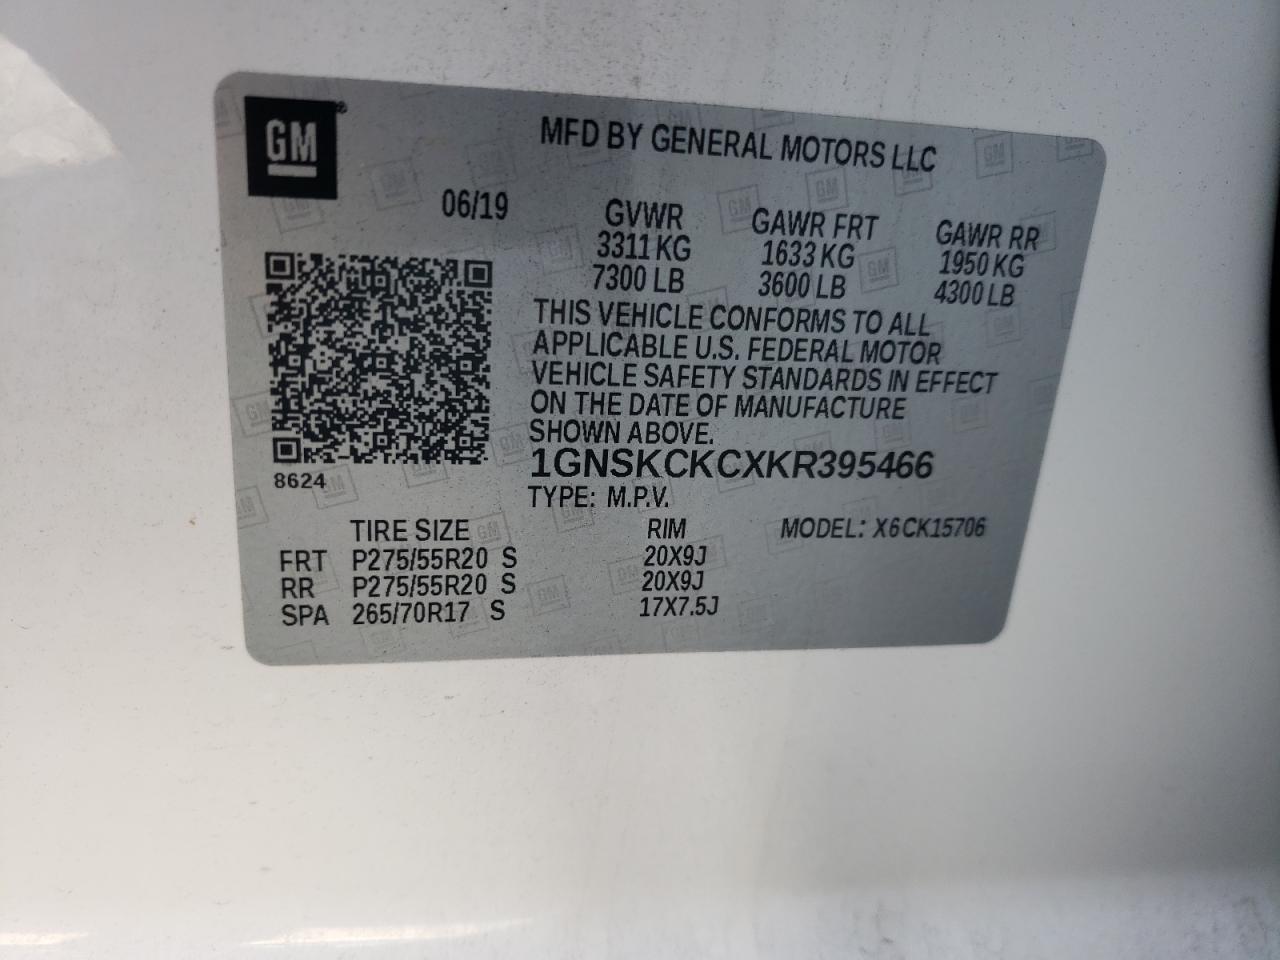 GM
MFD BY GENERAL MOTORS LLC
06/19
GVWR GAWR FRT GAWR RR
3311 KG 1633 KG 1950 KG
7300 LB 3600 LB 4300 LB
THIS VEHICLE CONFORMS TO ALL
APPLICABLE U.S. FEDERAL MOTOR
VEHICLE SAFETY STANDARDS IN EFFECT
ON THE DATE OF MANUFACTURE
SHOWN ABOVE.
1GNSKCKCXKR395466
8624
TYPE: M.P.V.
TIRE SIZE RIM MODEL: X6CK15706
FRT P275/55R20 S 20X9J
RR P275/55R20 S 20X9J
SPA 265/70R17 S 17X7.5J